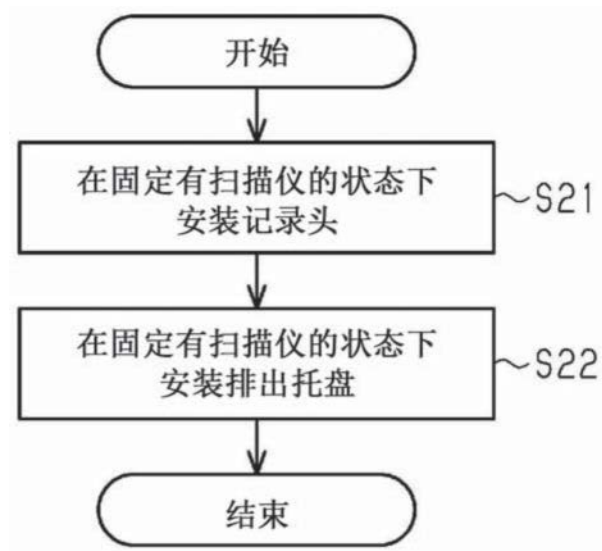 开始
在固定有扫描仪的状态下
安装记录头
S21
在固定有扫描仪的状态下
安装排出托盘
S22
结束